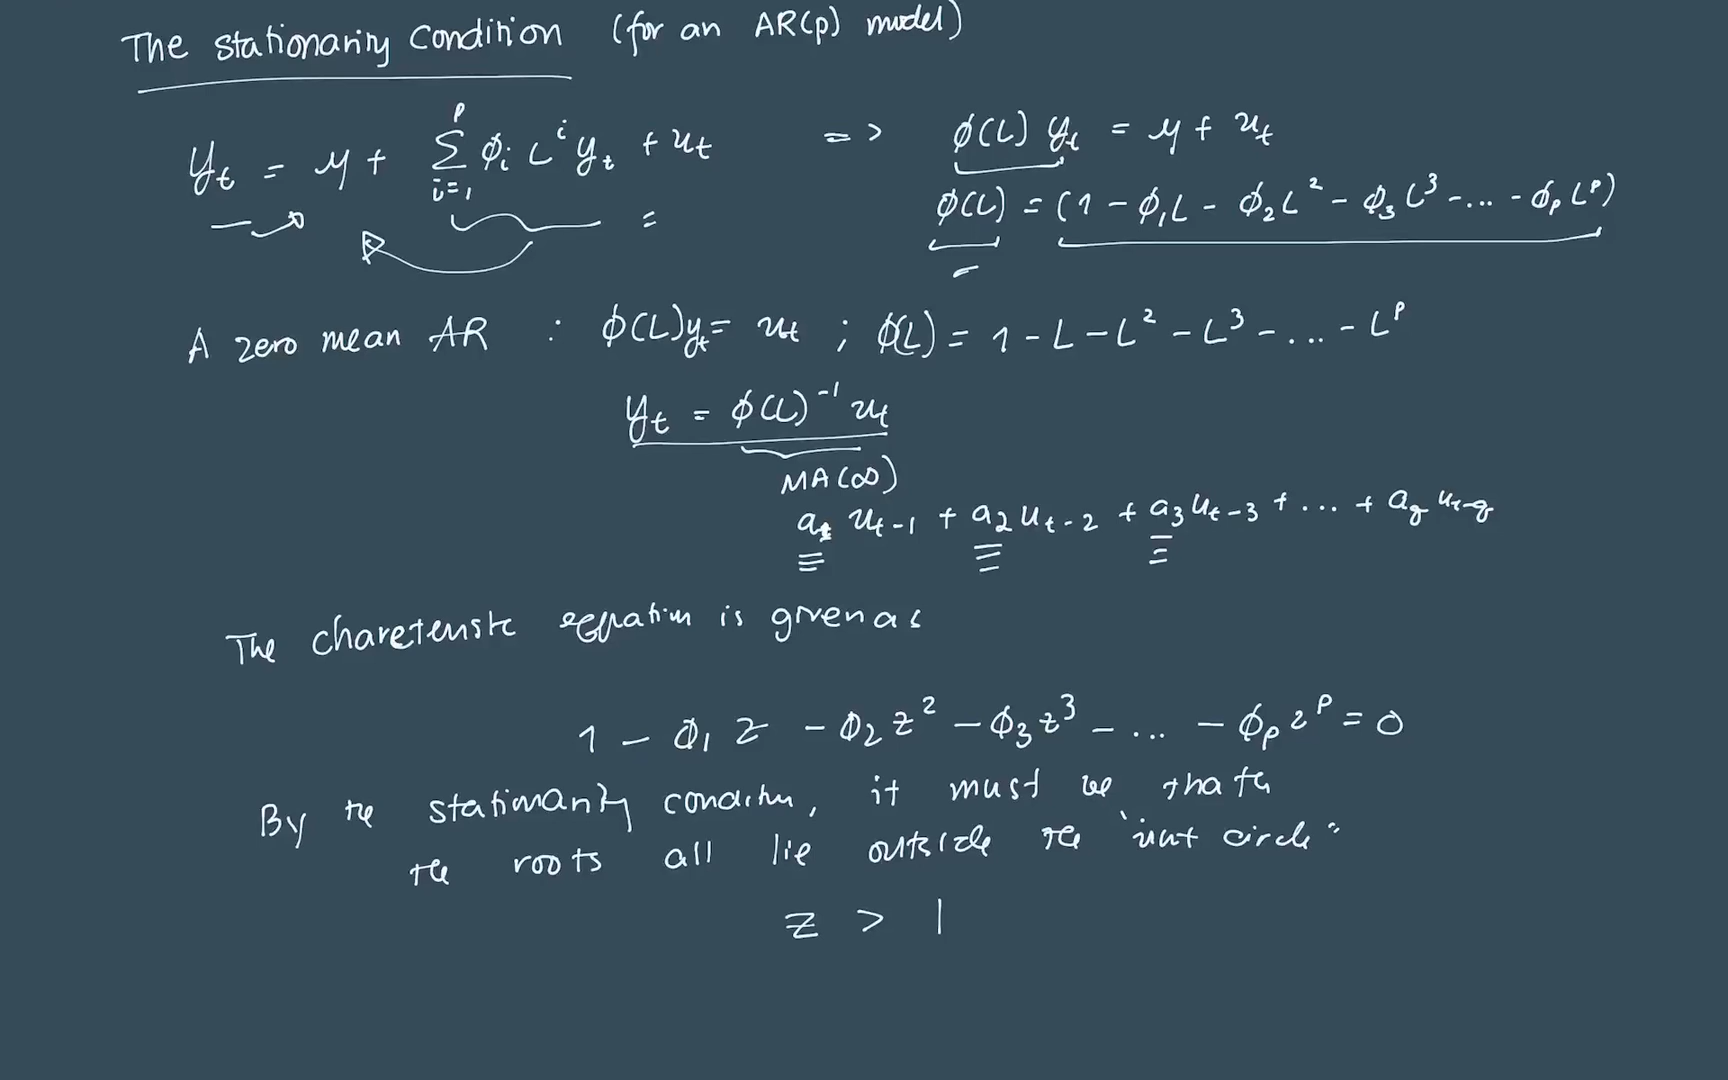 The stationarity Condition (for an AR(p) model)
y_t = μ + Σ_{i=1}^{p} φ_i L^i y_t + u_t => φ(L) y_t = μ + u_t
φ(L) = (1 - φ_1 L - φ_2 L^2 - φ_3 L^3 - ... - φ_p L^p)
A zero mean AR : φ(L) y_t = u_t ; φ(L) = 1 - L - L^2 - L^3 - ... - L^p
y_t = φ(L)^{-1} u_t
MA(∞)
a_1 u_{t-1} + a_2 u_{t-2} + a_3 u_{t-3} + ... + a_q u_{t-q}
The charcteristc equation is given as
1 - φ_1 z - φ_2 z^2 - φ_3 z^3 - ... - φ_p z^p = 0
By the stationarity condition, it must be that
the roots all lie outside the "unit circle"
z > 1